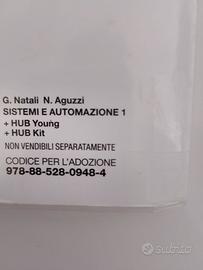 G. Natali N. Aguzzi
SISTEMI E AUTOMAZIONE 1
+ HUB Young
+ HUB Kit
NON VENDIBILI SEPARATAMENTE
CODICE PER L'ADOZIONE
978-88-528-0948-4
subito